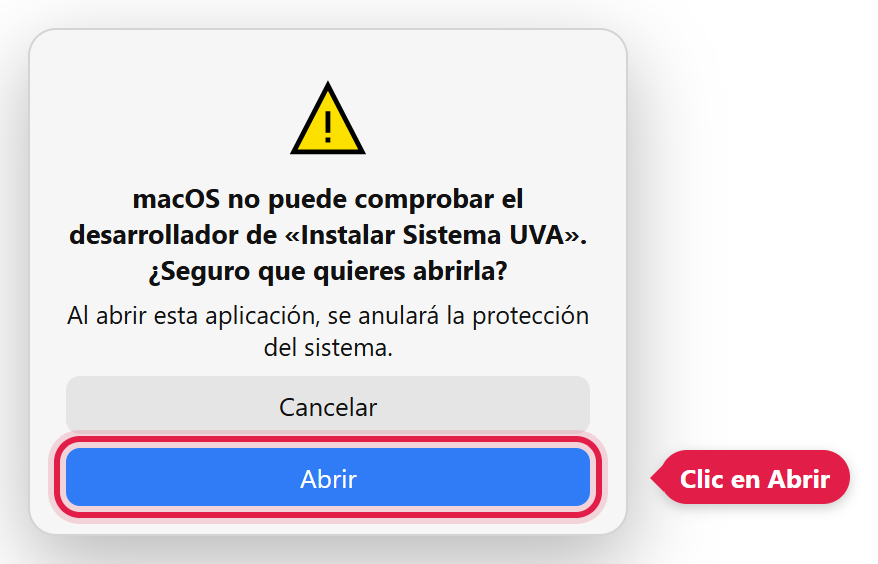 macOS no puede comprobar el
desarrollador de «Instalar Sistema UVA».
¿Seguro que quieres abrirla?
Al abrir esta aplicación, se anulará la protección
del sistema.
Cancelar
Abrir
Clic en Abrir